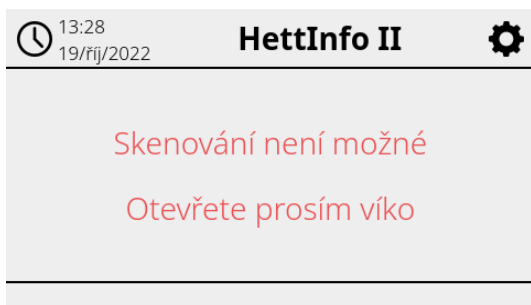 13:28
19/říj/2022
HettInfo II
Skenování není možné
Otevřete prosím víko